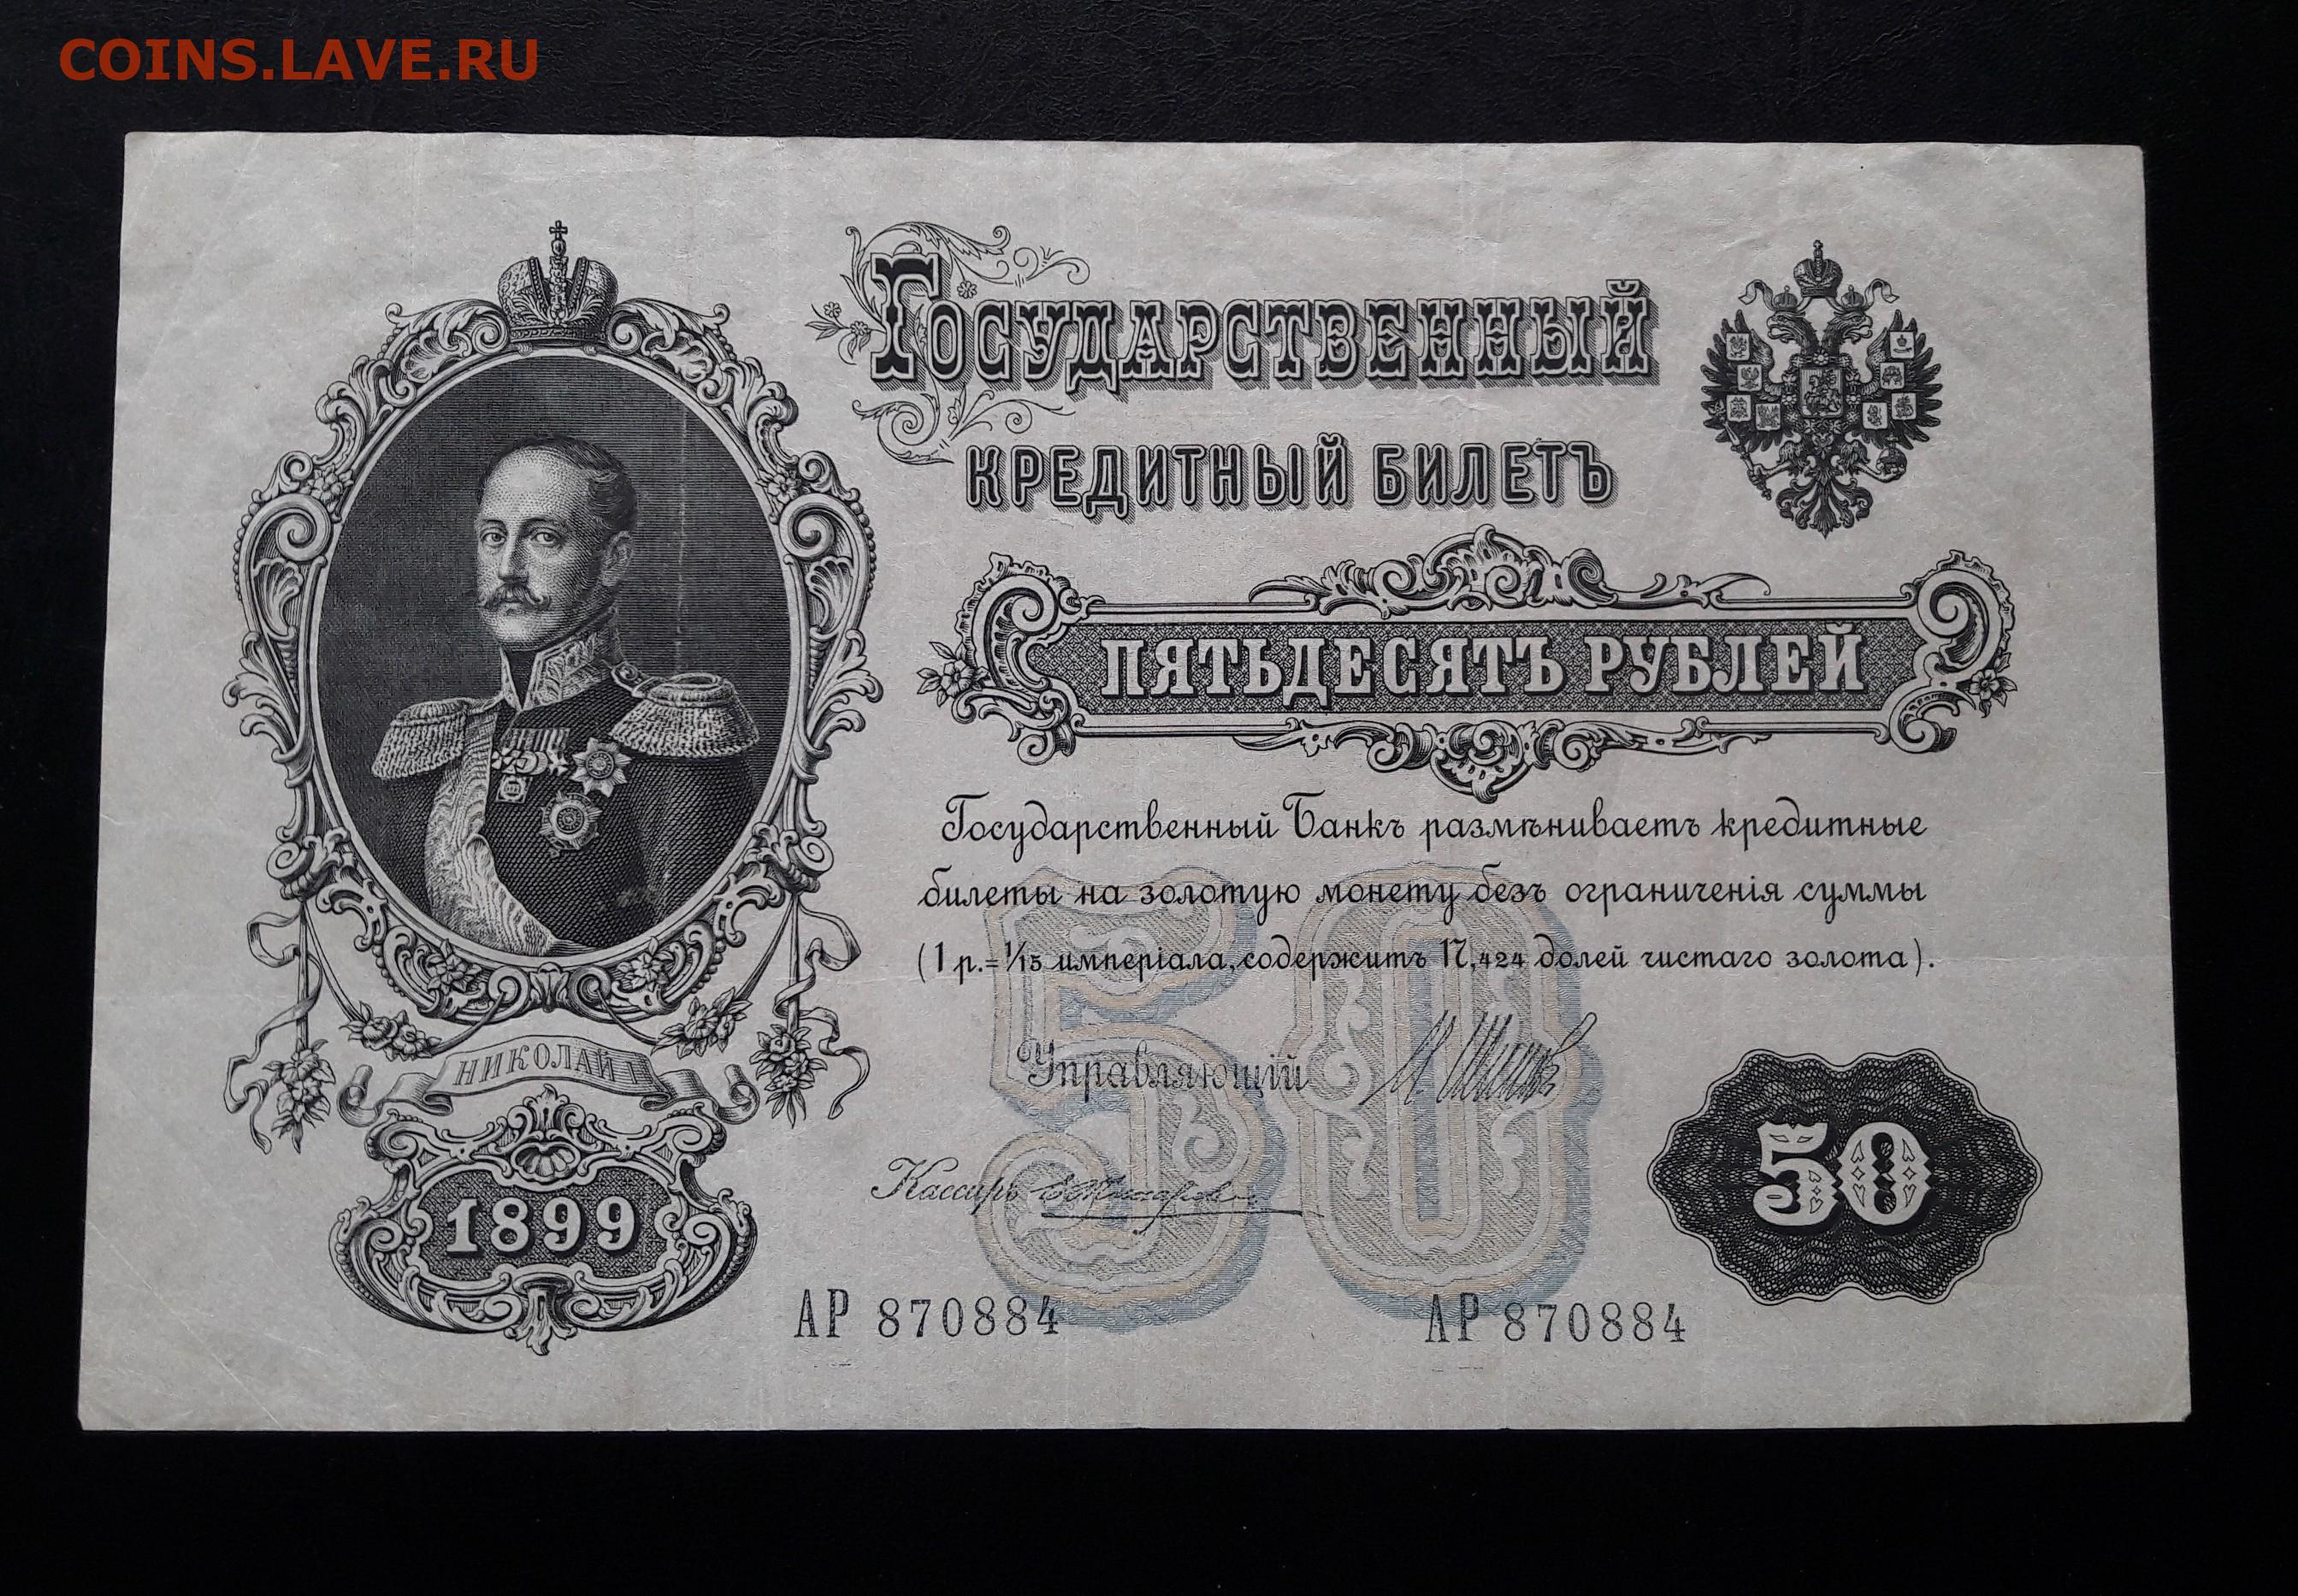 COINS.LAVE.RU
Государственный
КРЕДИТНЫЙ БИЛЕТЪ
ПЯТЬДЕСЯТЪ РУБЛЕЙ
Государственный Банкъ размѣниваетъ кредитные
билеты на золотую монету безъ ограниченія суммы
(1 р.=1/15 имперіала, содержитъ 17,424 долей чистаго золота).
50
НИКОЛАЙ I
Управляющій И. Шипов
1899
50
Кассиръ
АР 870884
АР 870884